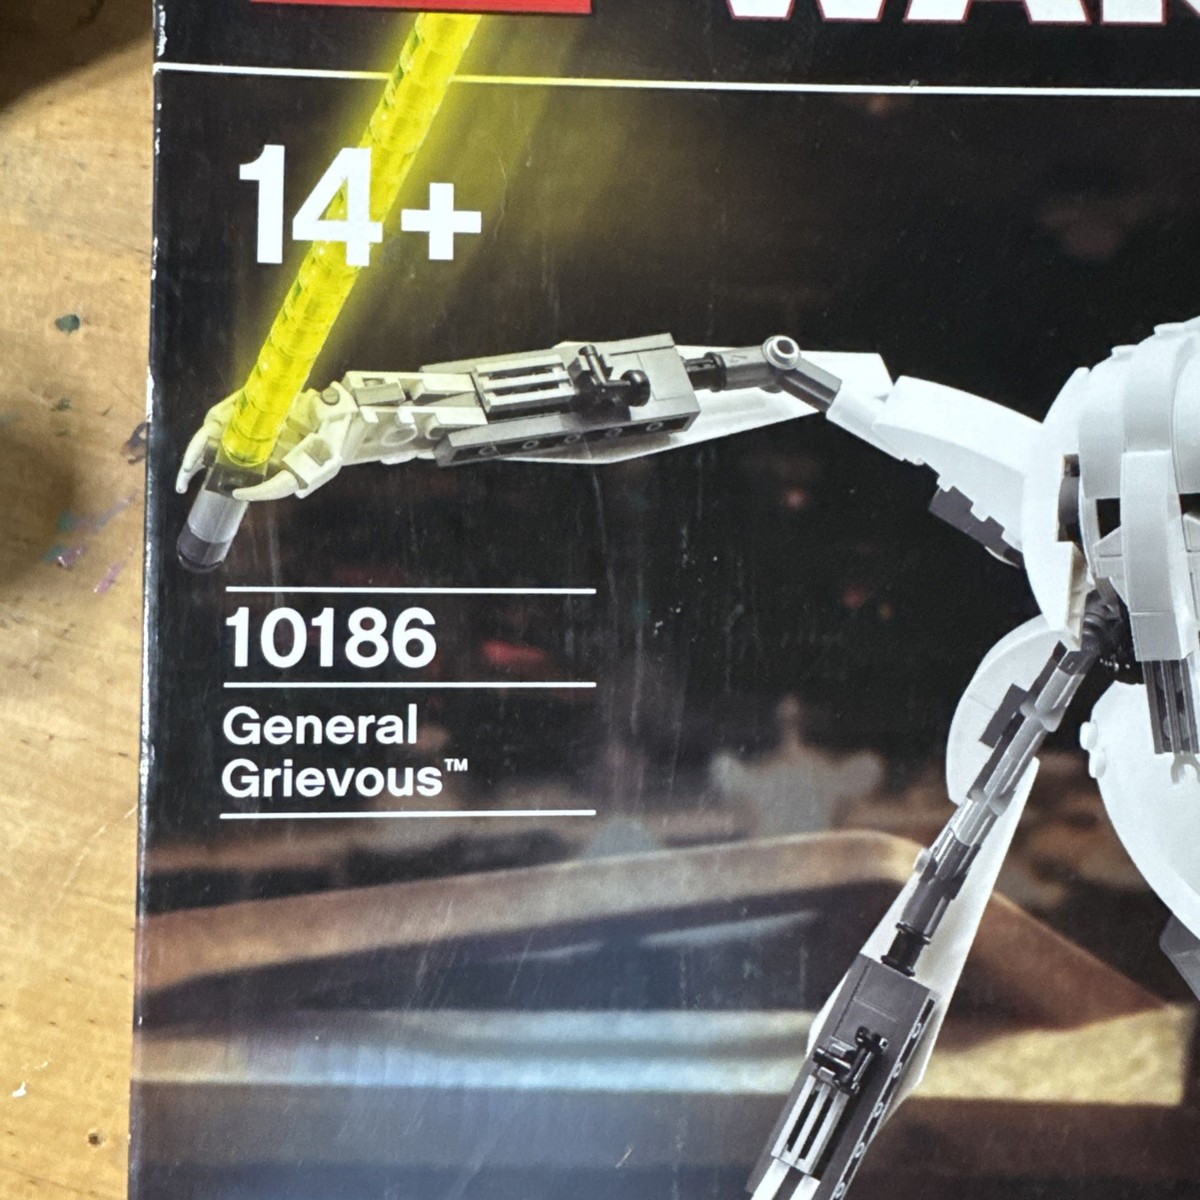 14+
10186
General
Grievous™